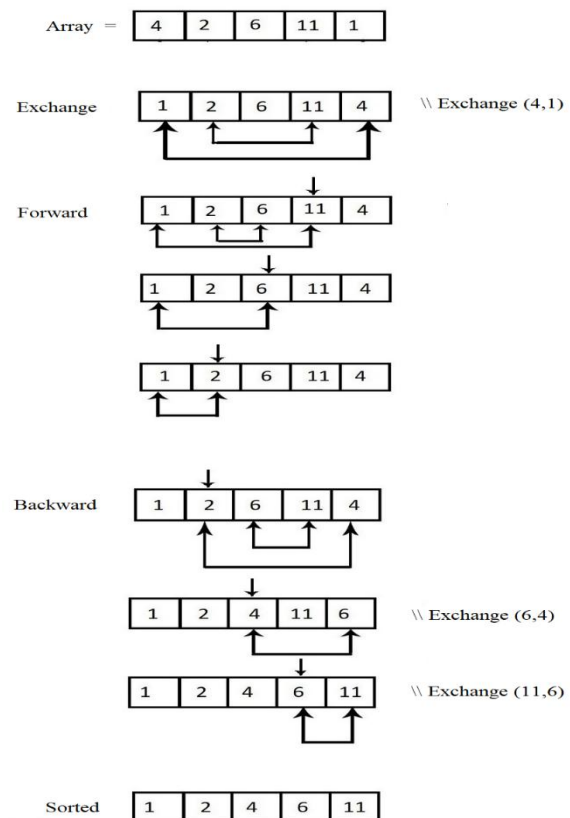 Array = 4 2 6 11 1
Exchange 1 2 6 11 4 \\ Exchange (4,1)
Forward 1 2 6 11 4
1 2 6 11 4
1 2 6 11 4
Backward 1 2 6 11 4
1 2 4 11 6 \\ Exchange (6,4)
1 2 4 6 11 \\ Exchange (11,6)
Sorted 1 2 4 6 11